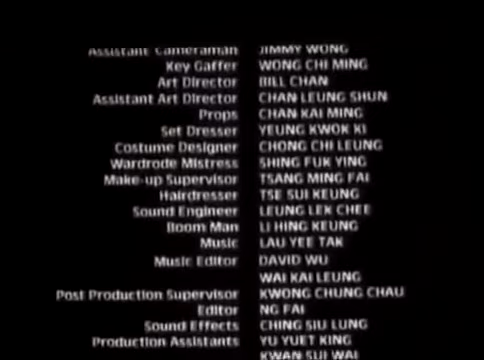 Assistant Cameraman JIMMY WONG
Key Gaffer WONG CHI MING
Art Director BILL CHAN
Assistant Art Director CHAN LEUNG SHUN
Props CHAN KAI MING
Set Dresser YEUNG KWOK KI
Costume Designer CHONG CHI LEUNG
Wardrode Mistress SHING FUK YING
Make-up Supervisor TSANG MING FAI
Hairdresser TSE SUI KEUNG
Sound Engineer LEUNG LEK CHEE
Boom Man LI HING KEUNG
Music LAU YEE TAK
Music Editor DAVID WU
WAI KAI LEUNG
Post Production Supervisor KWONG CHUNG CHAU
Editor NG FAI
Sound Effects CHING SIU LUNG
Production Assistants YU YUET KING
KWAN SUI WAI